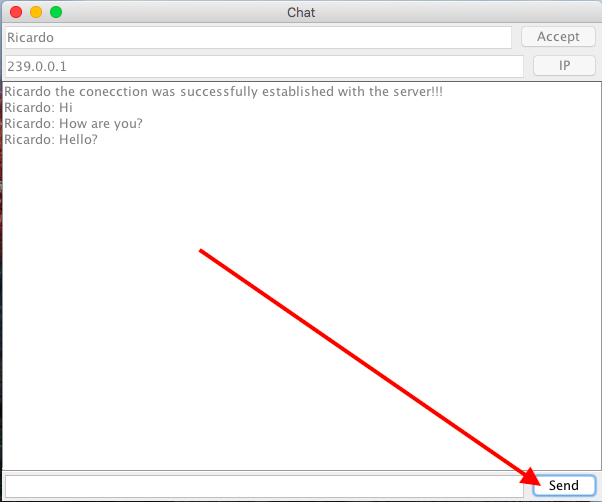 Chat
Ricardo
Accept
239.0.0.1
IP
Ricardo the conecction was successfully established with the server!!!
Ricardo: Hi
Ricardo: How are you?
Ricardo: Hello?
Send